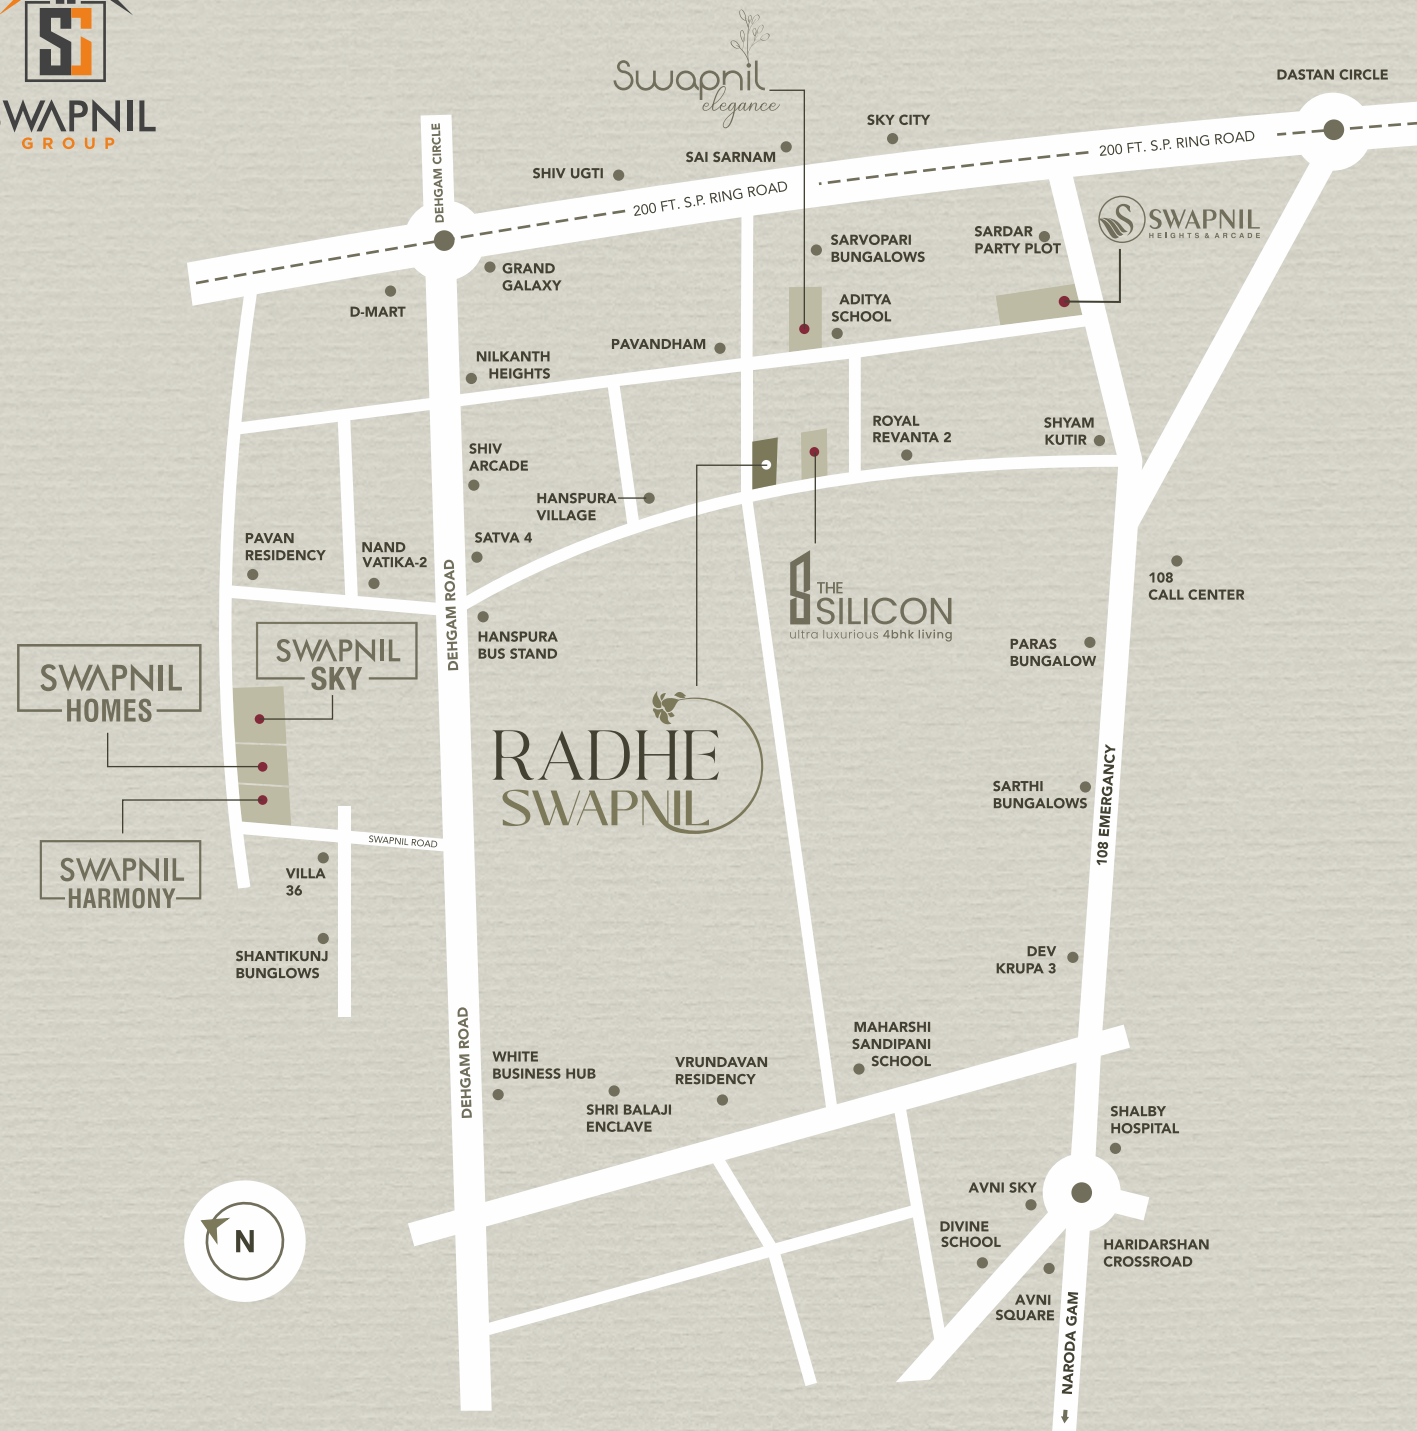 SWAPNIL
GROUP
Swapnil
elegance
DASTAN CIRCLE
SKY CITY
SAI SARNAM
SHIV UGTI
DEHGAM CIRCLE
200 FT. S.P. RING ROAD
200 FT. S.P. RING ROAD
SWAPNIL
HEIGHTS & ARCADE
SARDAR
PARTY PLOT
SARVOPARI
BUNGALOWS
GRAND
GALAXY
D-MART
ADITYA
SCHOOL
PAVANDHAM
NILKANTH
HEIGHTS
ROYAL
REVANTA 2
SHYAM
KUTIR
SHIV
ARCADE
HANSPURA
VILLAGE
PAVAN
RESIDENCY
NAND
VATIKA-2
SATVA 4
DEHGAM ROAD
108
CALL CENTER
THE
SILICON
ultra luxurious 4bhk living
HANSPURA
BUS STAND
PARAS
BUNGALOW
SWAPNIL
SKY
SWAPNIL
HOMES
RADHE
SWAPNIL
SARTHI
BUNGALOWS
108 EMERGANCY
SWAPNIL ROAD
SWAPNIL
HARMONY
VILLA
36
SHANTIKUNJ
BUNGLOWS
DEV
KRUPA 3
DEHGAM ROAD
MAHARSHI
SANDIPANI
SCHOOL
WHITE
BUSINESS HUB
VRUNDAVAN
RESIDENCY
SHRI BALAJI
ENCLAVE
SHALBY
HOSPITAL
AVNI SKY
DIVINE
SCHOOL
HARIDARSHAN
CROSSROAD
N
AVNI
SQUARE
NARODA GAM